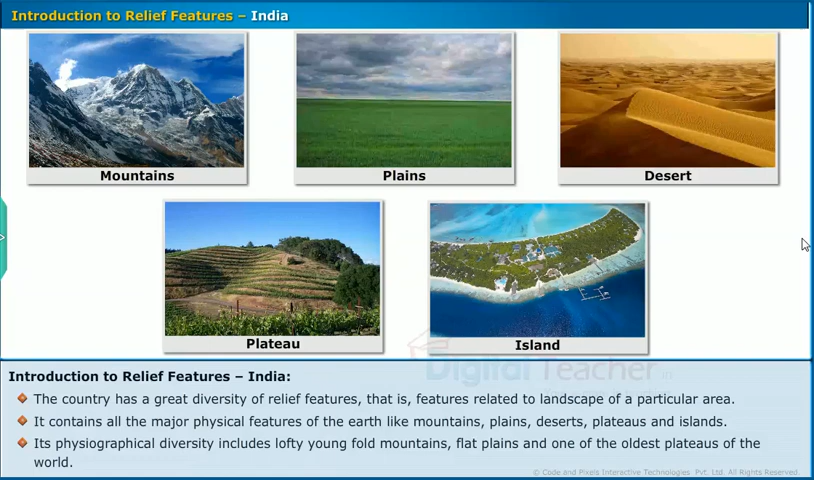 Introduction to Relief Features – India
Mountains
Plains
Desert
Plateau
Island
Digital Teacher.in
Introduction to Relief Features – India:
The country has a great diversity of relief features, that is, features related to landscape of a particular area.
It contains all the major physical features of the earth like mountains, plains, deserts, plateaus and islands.
Its physiographical diversity includes lofty young fold mountains, flat plains and one of the oldest plateaus of the
world.
© Code and Pixels Interactive Technologies. Pvt. Ltd. All Rights Reserved.